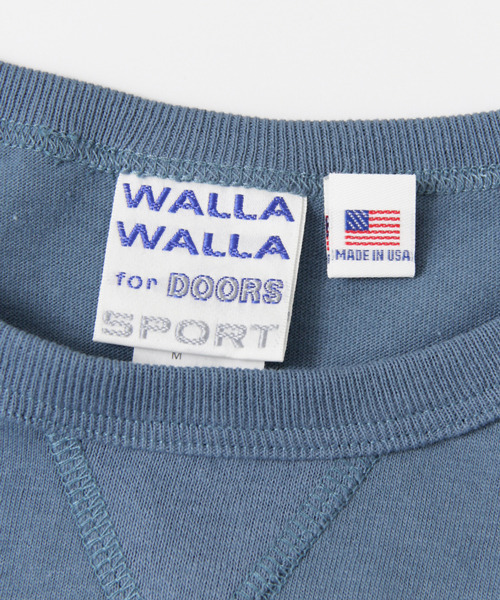 WALLA
WALLA
for DOORS
SPORT
M
MADE IN USA